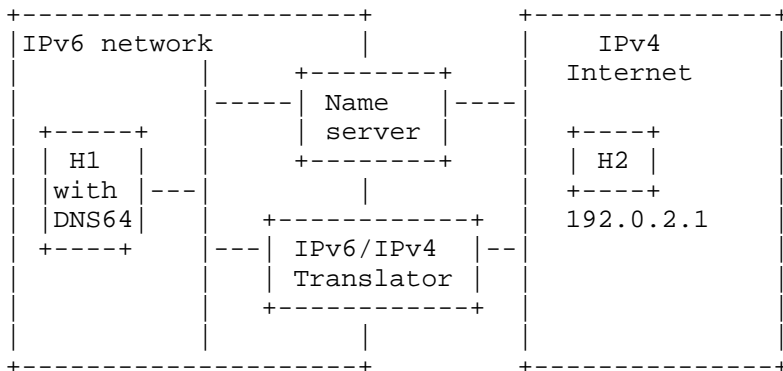 IPv6 network
IPv4
Internet
Name
server
H1
with
DNS64
H2
192.0.2.1
IPv6/IPv4
Translator